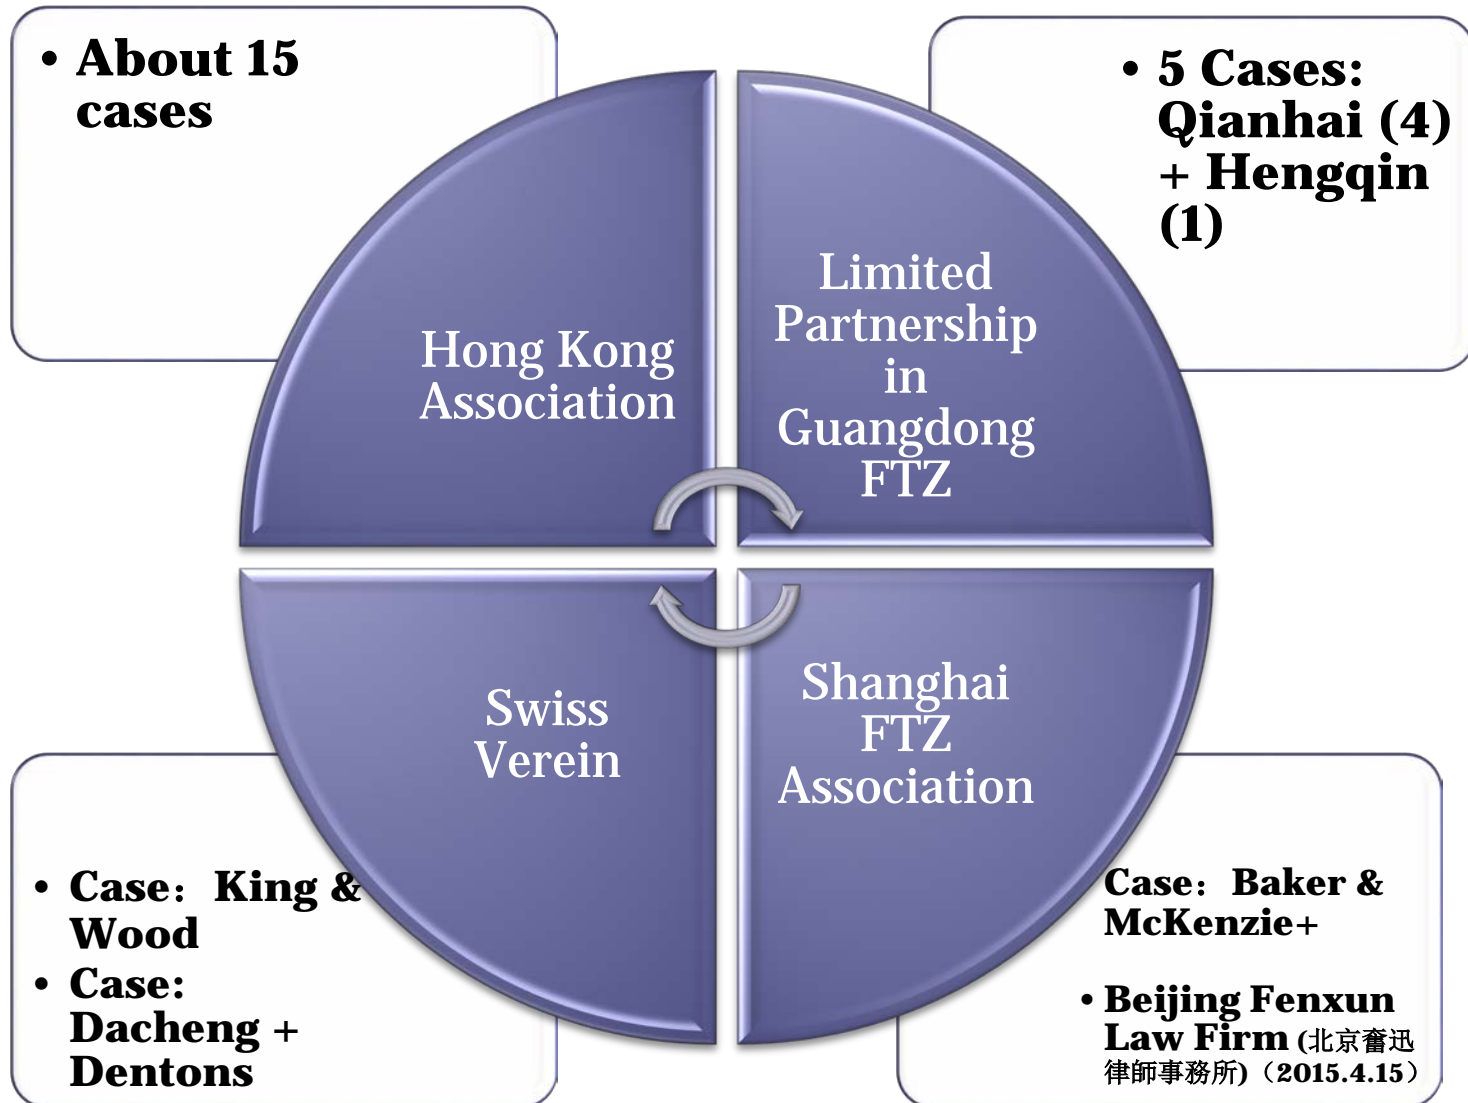 • About 15
cases
Hong Kong
Association
• 5 Cases:
Qianhai (4)
+ Hengqin
(1)
Limited
Partnership
in
Guangdong
FTZ
Swiss
Verein
• Case：King &
Wood
• Case:
Dacheng +
Dentons
Shanghai
FTZ
Association
Case：Baker &
McKenzie+
• Beijing Fenxun
Law Firm (北京奮迅
律師事務所)（2015.4.15）